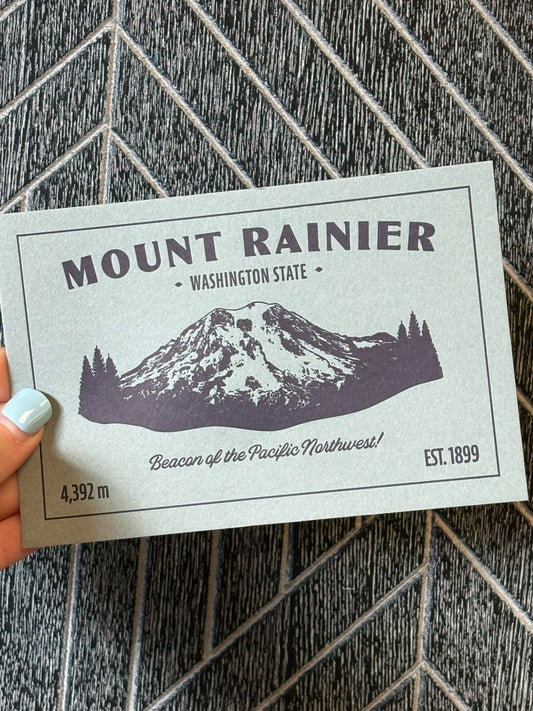 MOUNT RAINIER
WASHINGTON STATE
Beacon of the Pacific Northwest!
4,392 m
EST. 1899